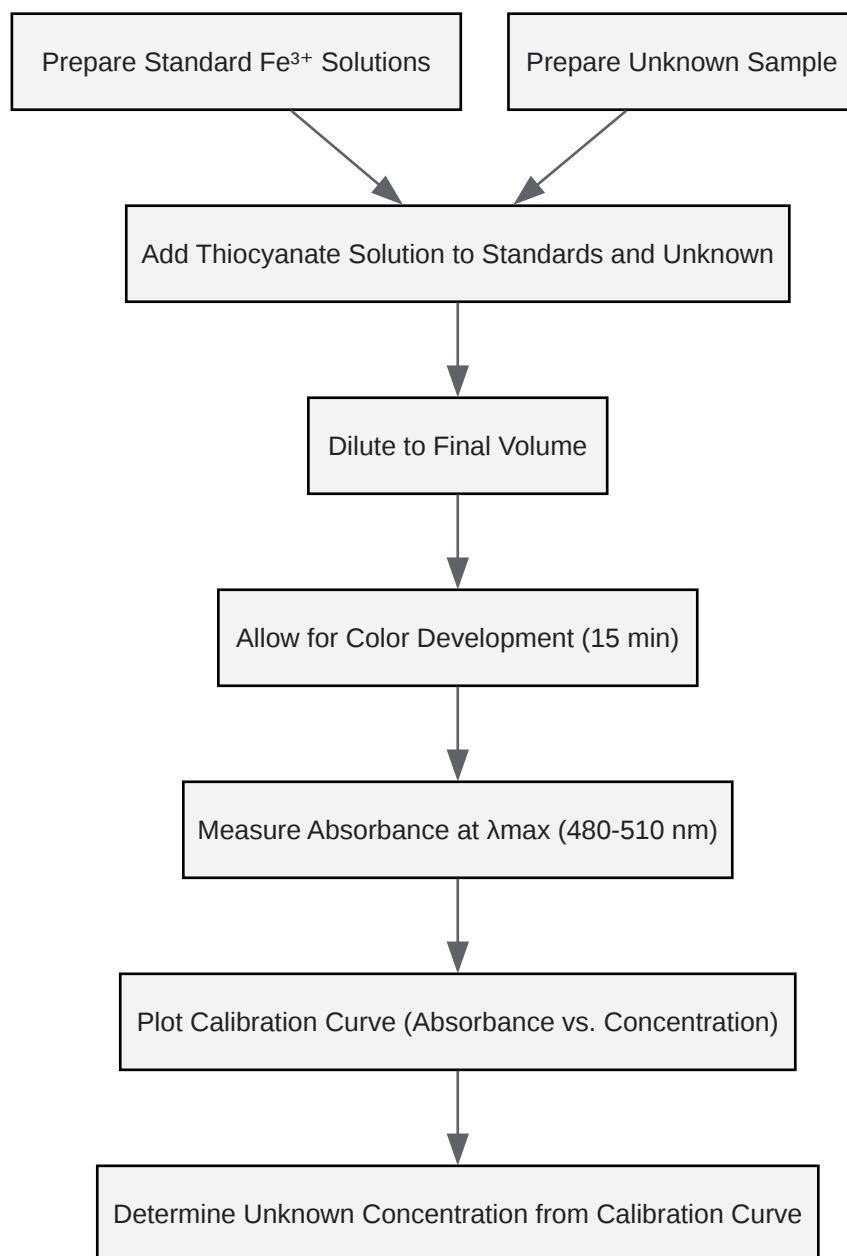 Prepare Standard Fe³⁺ Solutions
Prepare Unknown Sample
Add Thiocyanate Solution to Standards and Unknown
Dilute to Final Volume
Allow for Color Development (15 min)
Measure Absorbance at λmax (480-510 nm)
Plot Calibration Curve (Absorbance vs. Concentration)
Determine Unknown Concentration from Calibration Curve